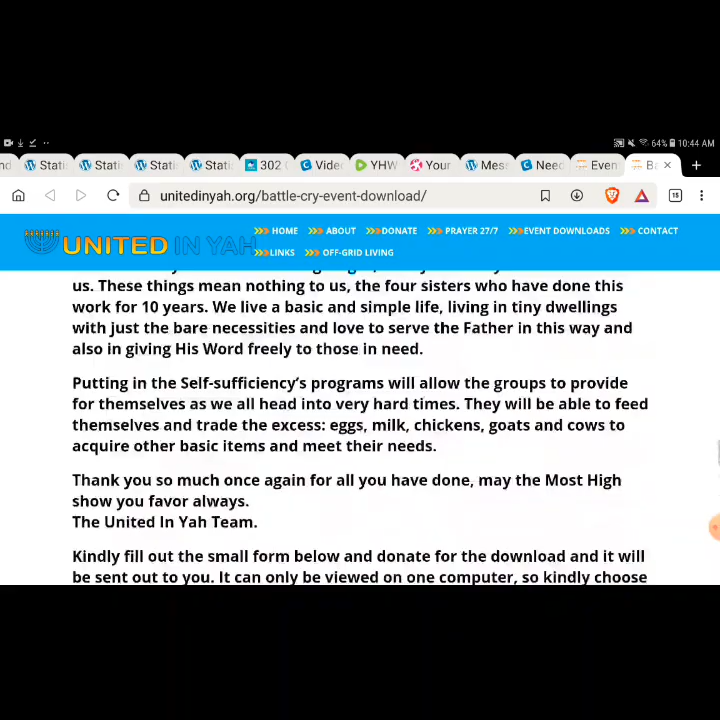 64% 10:44 AM
nd Stati Stati Stati Stati 302 Vide YHW Your Mes Need Even Ba
unitedinyah.org/battle-cry-event-download/ 15
UNITED IN YAH
HOME ABOUT DONATE PRAYER 27/7 EVENT DOWNLOADS CONTACT
LINKS OFF-GRID LIVING
us. These things mean nothing to us, the four sisters who have done this
work for 10 years. We live a basic and simple life, living in tiny dwellings
with just the bare necessities and love to serve the Father in this way and
also in giving His Word freely to those in need.
Putting in the Self-sufficiency's programs will allow the groups to provide
for themselves as we all head into very hard times. They will be able to feed
themselves and trade the excess: eggs, milk, chickens, goats and cows to
acquire other basic items and meet their needs.
Thank you so much once again for all you have done, may the Most High
show you favor always.
The United In Yah Team.
Kindly fill out the small form below and donate for the download and it will
be sent out to you. It can only be viewed on one computer, so kindly choose